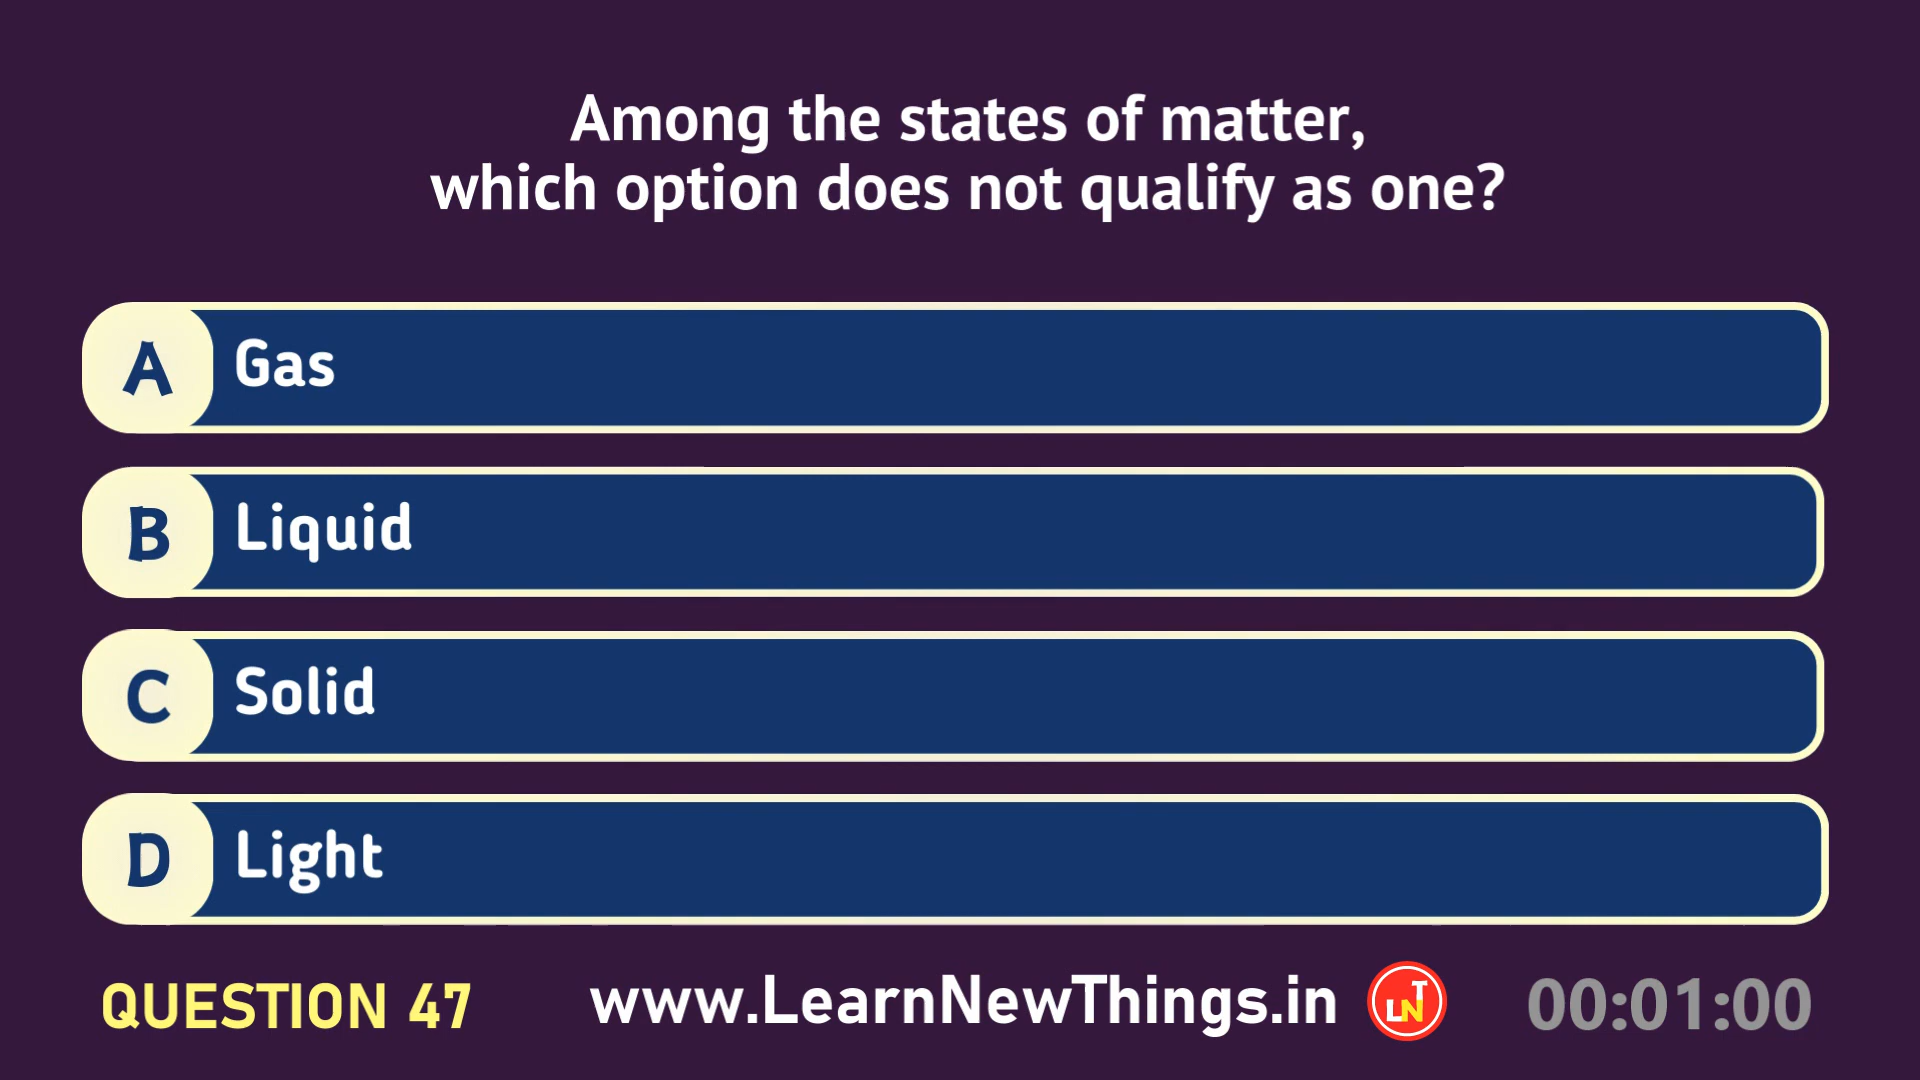 Among the states of matter,
which option does not qualify as one?
A Gas
B Liquid
C Solid
D Light
QUESTION 47 www.LearnNewThings.in LNT 00:01:00